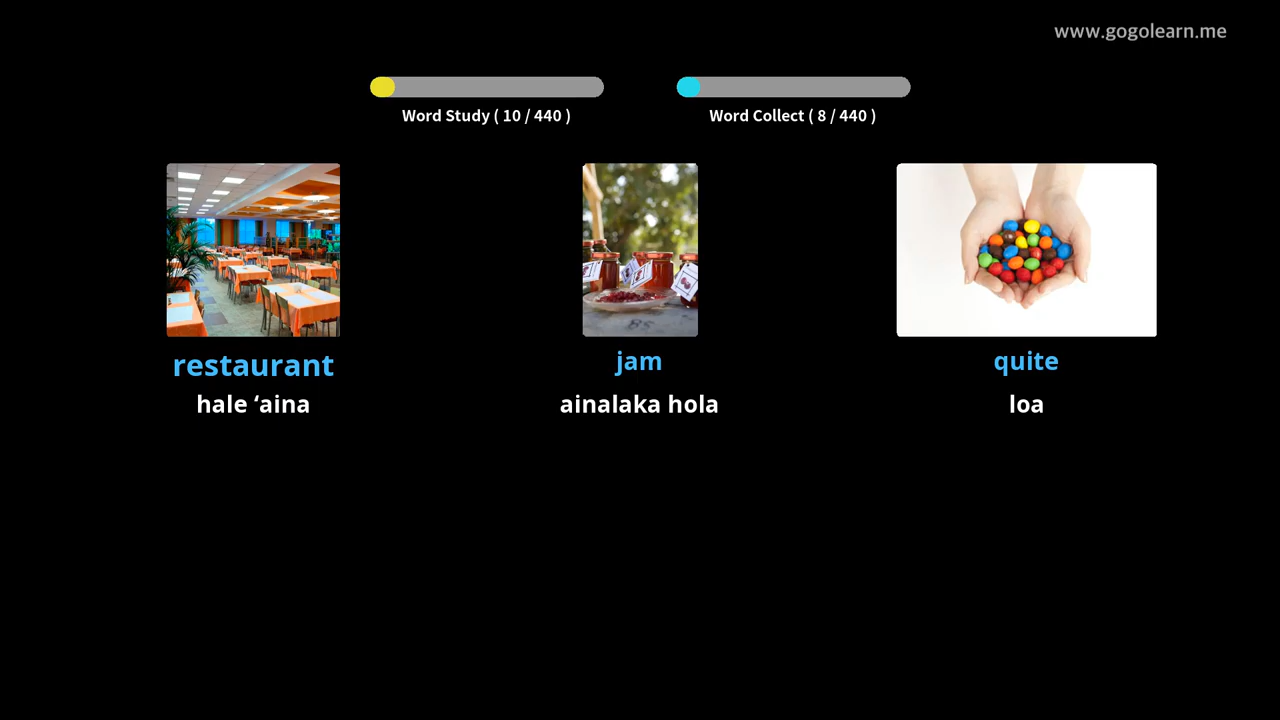 www.gogolearn.me
Word Study ( 10 / 440 )
Word Collect ( 8 / 440 )
restaurant
hale ‘aina
jam
ainalaka hola
quite
loa